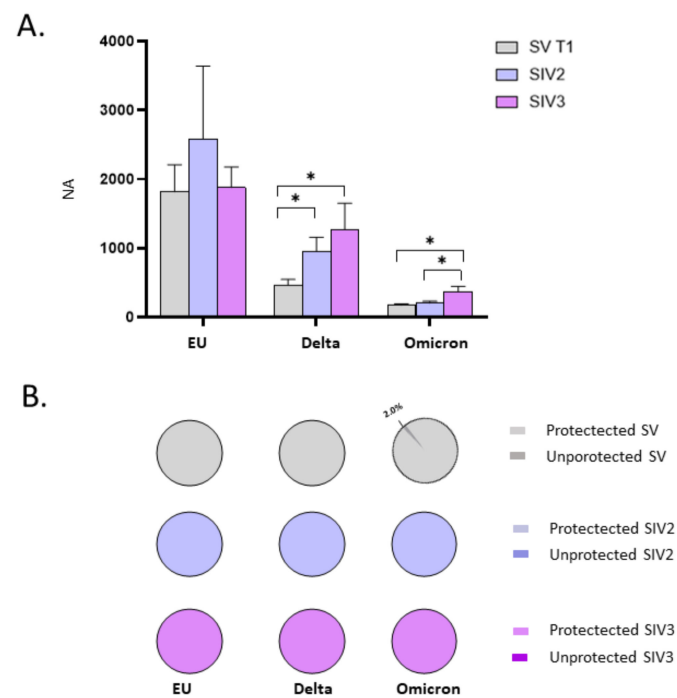 A.
4000
3000
2000
1000
0
NA
* *
* *
EU Delta Omicron
SV T1
SIV2
SIV3
B.
2.0%
Protectected SV
Unporotected SV
Protectected SIV2
Unprotected SIV2
Protectected SIV3
Unprotected SIV3
EU Delta Omicron